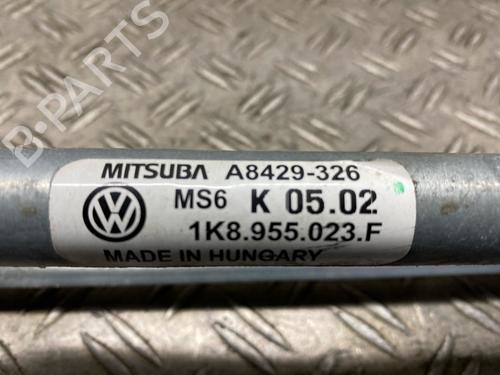 MITSUBA A8429-326
MS6 K 05.02
1K8.955.023.F
MADE IN HUNGARY
B-PARTS